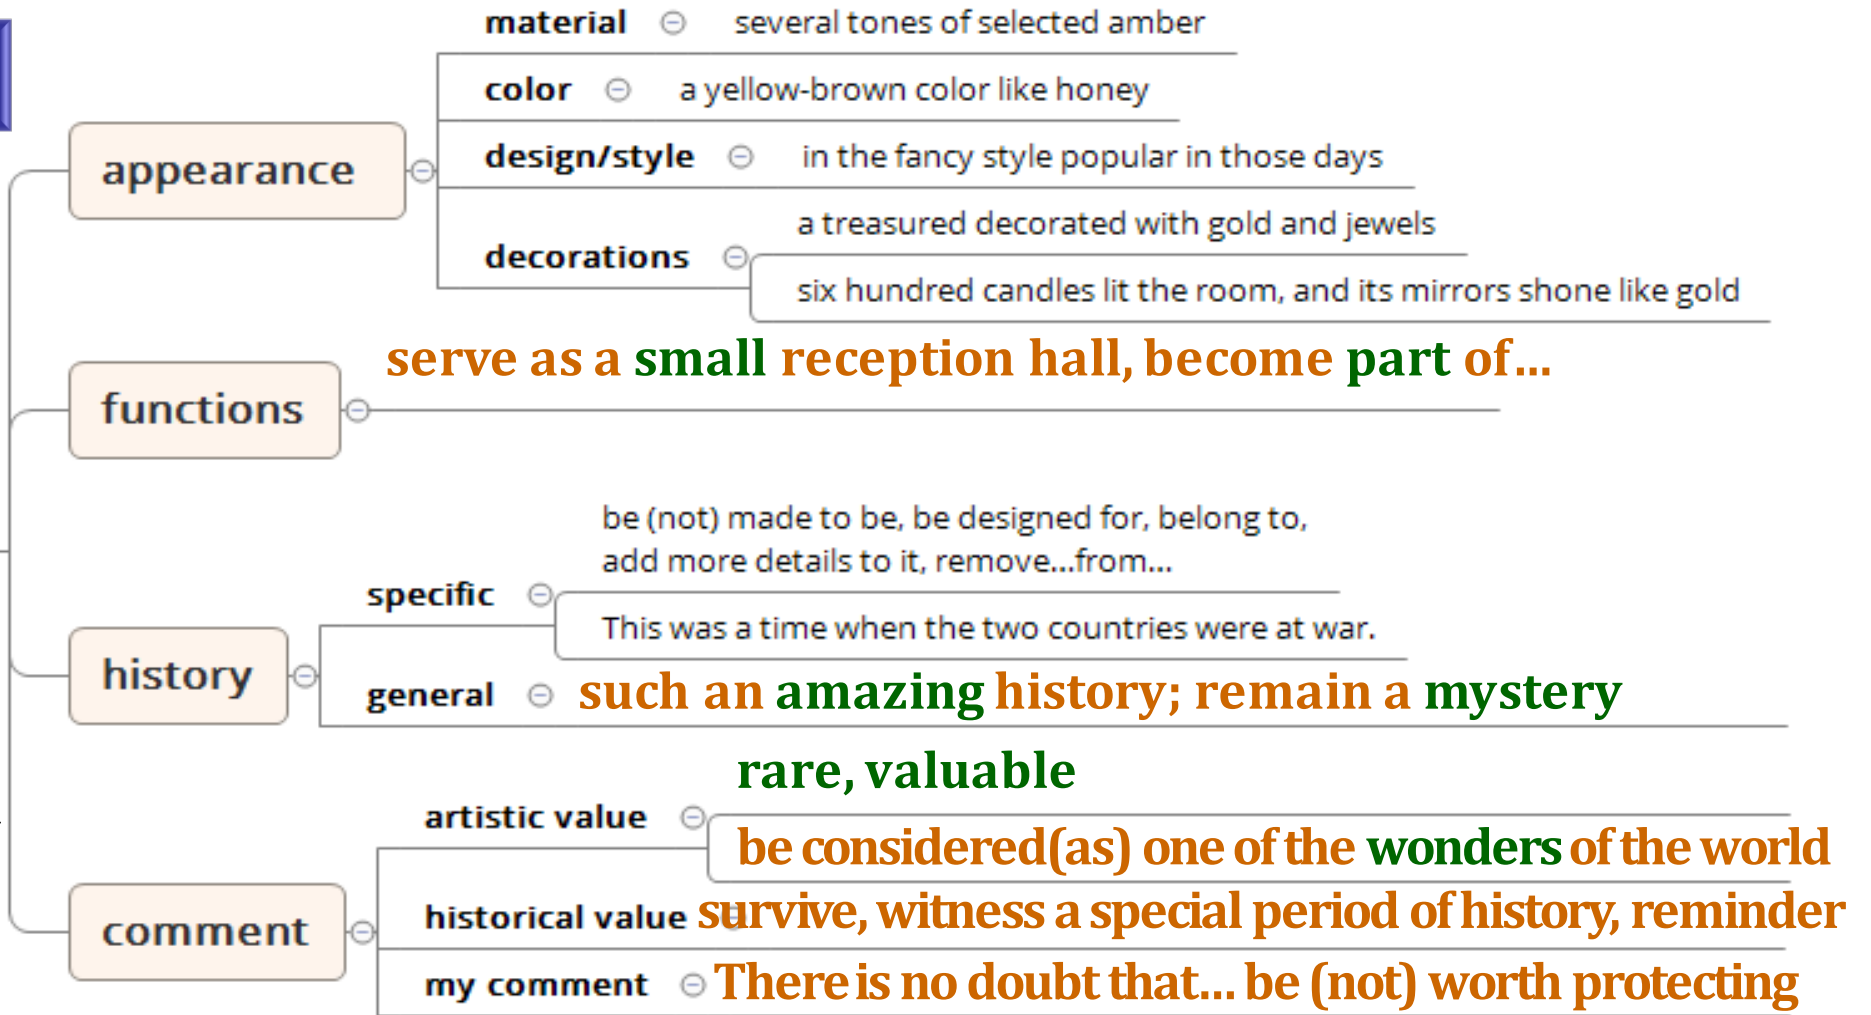 material several tones of selected amber
color a yellow-brown color like honey
appearance
design/style in the fancy style popular in those days
a treasured decorated with gold and jewels
decorations
six hundred candles lit the room, and its mirrors shone like gold
serve as a small reception hall, become part of...
functions
be (not) made to be, be designed for, belong to,
add more details to it, remove...from...
specific
This was a time when the two countries were at war.
history
general such an amazing history; remain a mystery
rare, valuable
artistic value
be considered(as) one of the wonders of the world
historical value survive, witness a special period of history, reminder
comment
my comment There is no doubt that... be (not) worth protecting